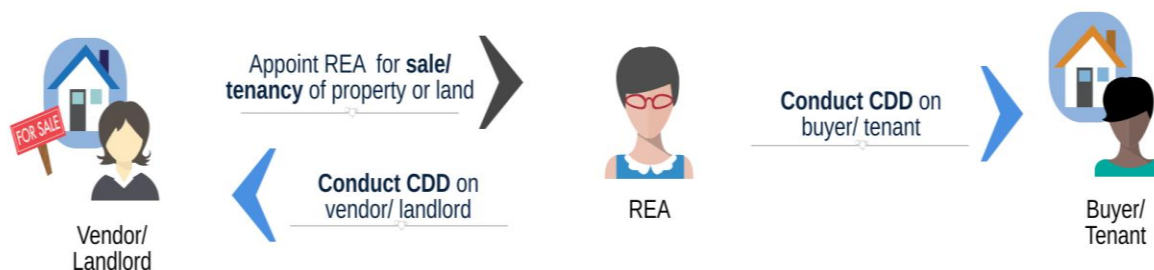 Appoint REA for sale/
tenancy of property or land
FOR SALE
Conduct CDD on
vendor/ landlord
Vendor/
Landlord
REA
Conduct CDD on
buyer/ tenant
Buyer/
Tenant